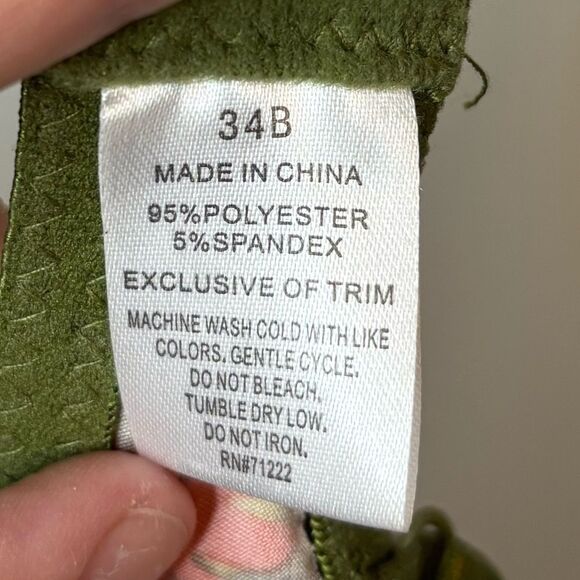 34B
MADE IN CHINA
95%POLYESTER
5%SPANDEX
EXCLUSIVE OF TRIM
MACHINE WASH COLD WITH LIKE
COLORS. GENTLE CYCLE.
DO NOT BLEACH.
TUMBLE DRY LOW.
DO NOT IRON.
RN#71222